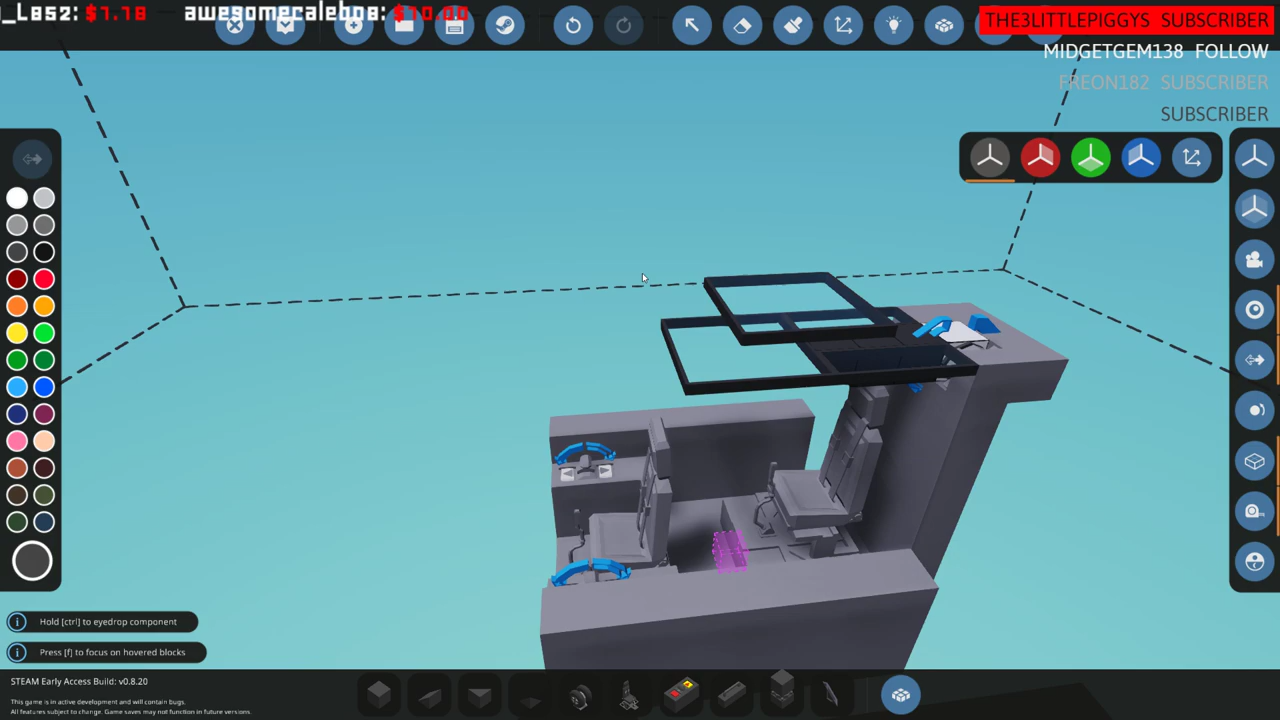 _L852: $1.18 awesomecaleb08: $10.00
THE3LITTLEPIGGYS SUBSCRIBER
MIDGETGEM138 FOLLOW
FREON182 SUBSCRIBER
SUBSCRIBER
Hold [ctrl] to eyedrop component
Press [f] to focus on hovered blocks
STEAM Early Access Build: v0.8.20
This game is in active development and will contain bugs.
All features subject to change. Game saves may not function in future versions.